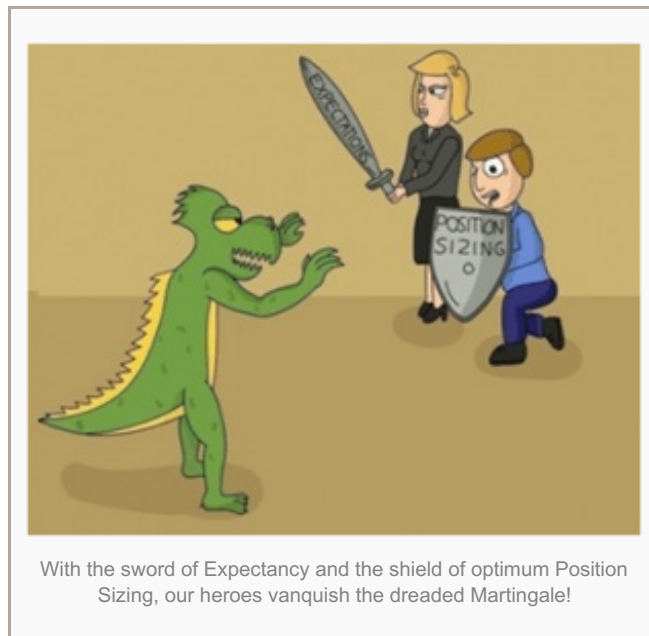 EXPECTATIONS
POSITION
SIZING
With the sword of Expectancy and the shield of optimum Position
Sizing, our heroes vanquish the dreaded Martingale!